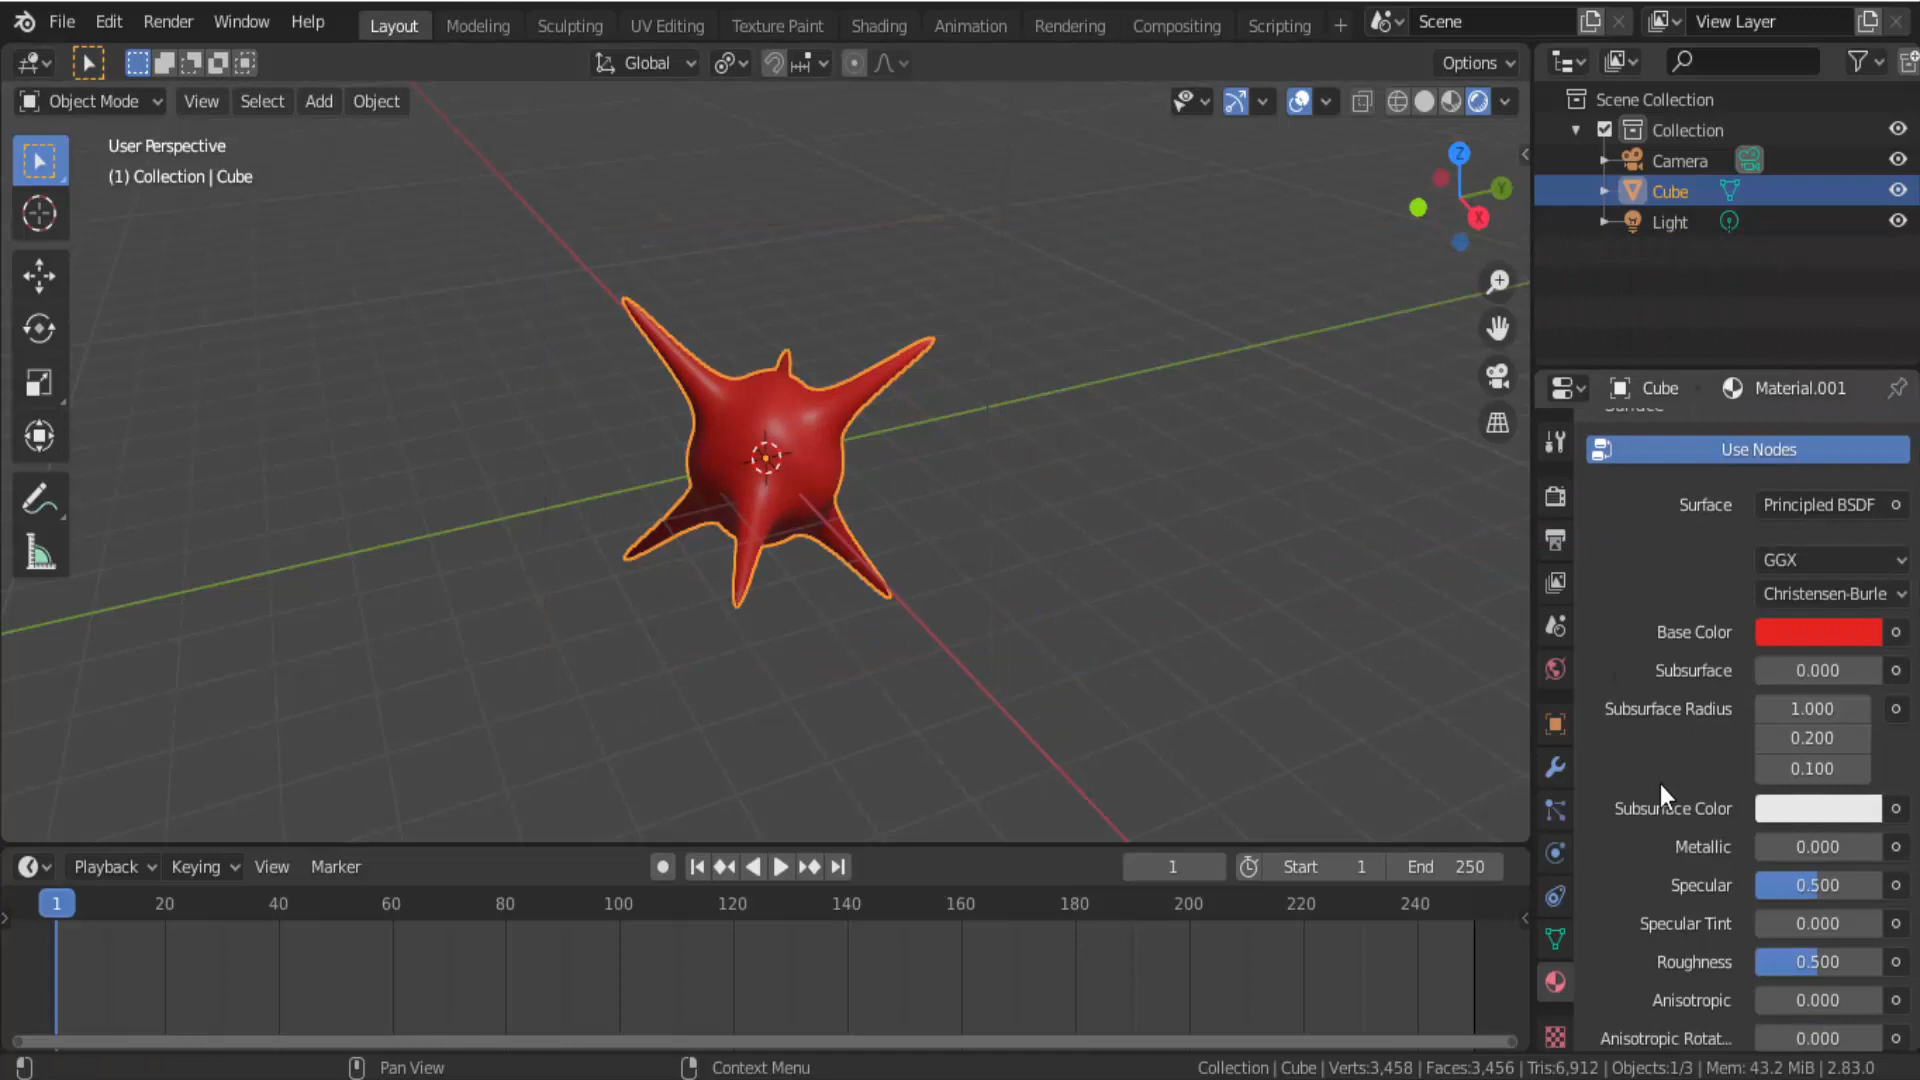 File Edit Render Window Help Layout Modeling Sculpting UV Editing Texture Paint Shading Animation Rendering Compositing Scripting + Scene View Layer
Global Options
Object Mode View Select Add Object
User Perspective
(1) Collection | Cube
Z
Y
X
Scene Collection
Collection
Camera
Cube
Light
Cube Material.001
Surface
Use Nodes
Surface Principled BSDF
GGX
Christensen-Burle
Base Color
Subsurface 0.000
Subsurface Radius 1.000
0.200
0.100
Subsurface Color
Metallic 0.000
Specular 0.500
Specular Tint 0.000
Roughness 0.500
Anisotropic 0.000
Anisotropic Rotat... 0.000
Playback Keying View Marker 1 Start 1 End 250
1 20 40 60 80 100 120 140 160 180 200 220 240
Pan View Context Menu Collection | Cube | Verts:3,458 | Faces:3,456 | Tris:6,912 | Objects:1/3 | Mem: 43.2 MiB | 2.83.0